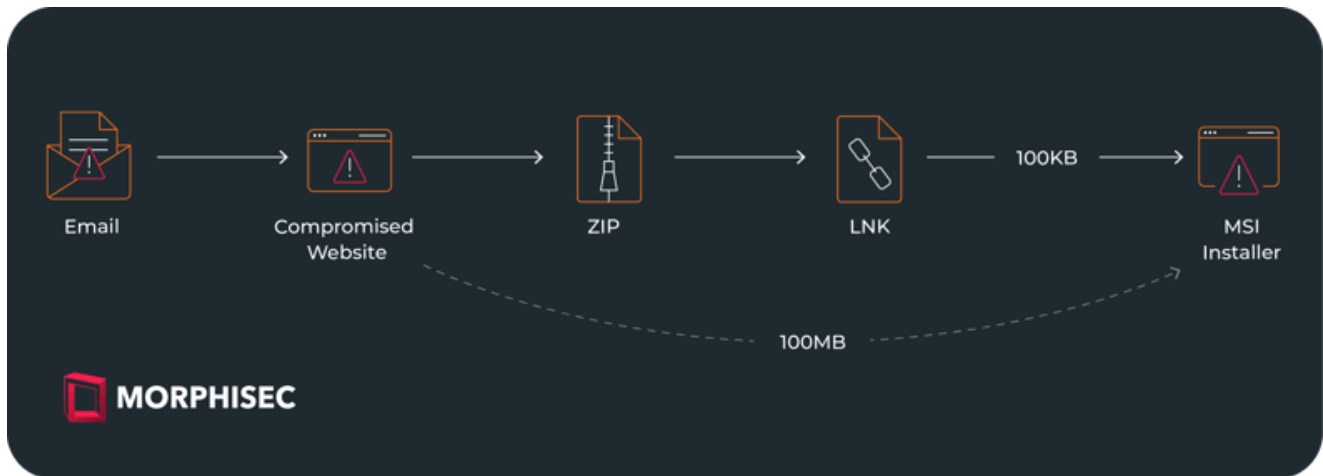 Email
Compromised
Website
ZIP
LNK
100KB
MSI
Installer
100MB
MORPHISEC